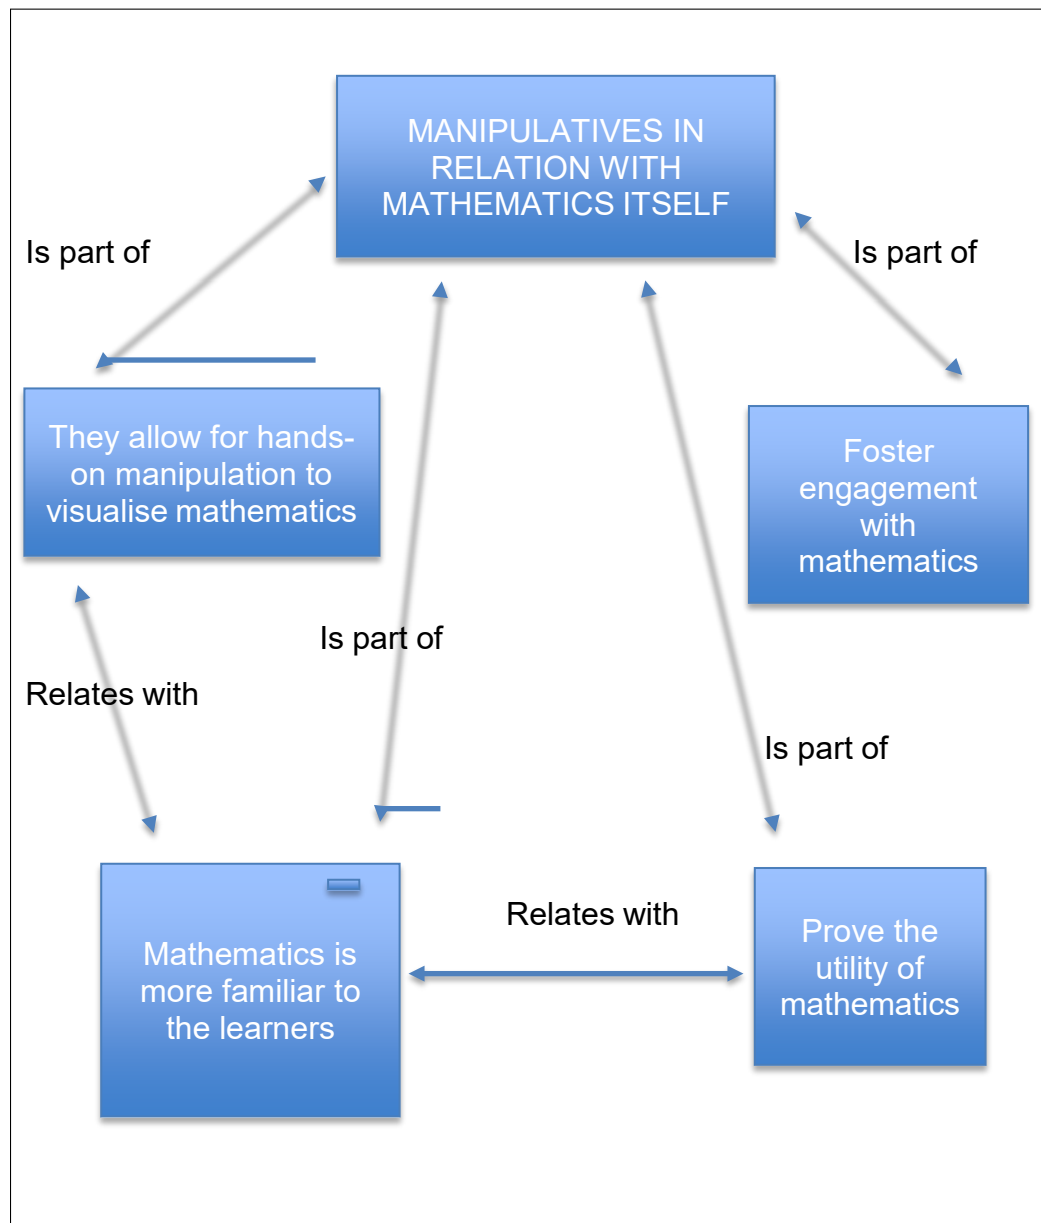 MANIPULATIVES IN
RELATION WITH
MATHEMATICS ITSELF
Is part of
Is part of
They allow for hands-
on manipulation to
visualise mathematics
Foster
engagement
with
mathematics
Is part of
Relates with
Is part of
Relates with
Mathematics is
more familiar to
the learners
Prove the
utility of
mathematics